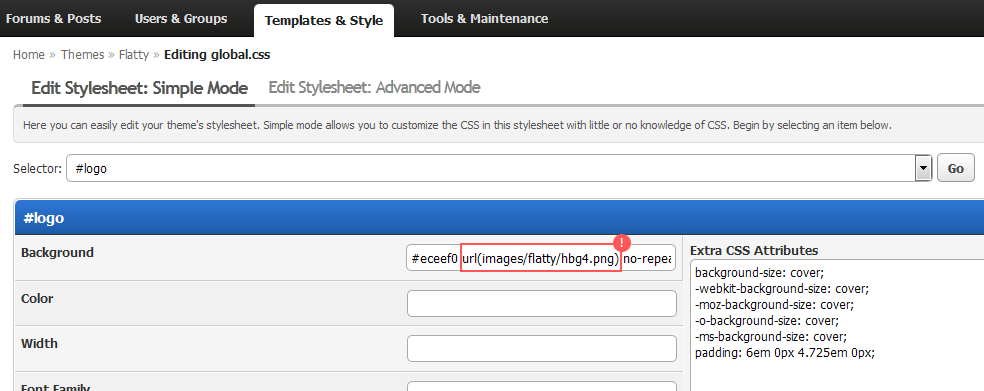 Forums & Posts Users & Groups Templates & Style Tools & Maintenance
Home » Themes » Flatty » Editing global.css
Edit Stylesheet: Simple Mode Edit Stylesheet: Advanced Mode
Here you can easily edit your theme's stylesheet. Simple mode allows you to customize the CSS in this stylesheet with little or no knowledge of CSS. Begin by selecting an item below.
Selector: #logo Go
#logo
!
Background #eceef0 url(images/flatty/hbg4.png) no-repea
Extra CSS Attributes
background-size: cover;
-webkit-background-size: cover;
-moz-background-size: cover;
-o-background-size: cover;
-ms-background-size: cover;
padding: 6em 0px 4.725em 0px;
Color
Width
Font Family